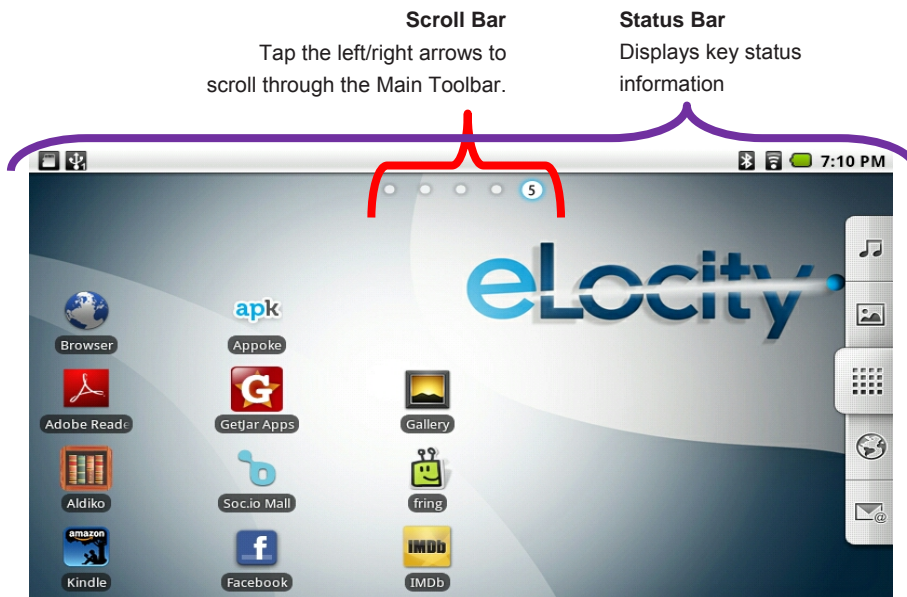 Scroll Bar
Tap the left/right arrows to
scroll through the Main Toolbar.
Status Bar
Displays key status
information
1
7:10 PM
5
eLocity
apk
Browser
Appoke
G
Adobe Reade
GetJar Apps
Gallery
Aldiko
Soc.io Mall
fring
amazon
f
IMDb
@
Kindle
Facebook
IMDb